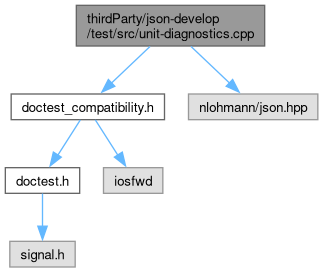 thirdParty/json-develop
/test/src/unit-diagnostics.cpp
doctest_compatibility.h
nlohmann/json.hpp
doctest.h
iosfwd
signal.h